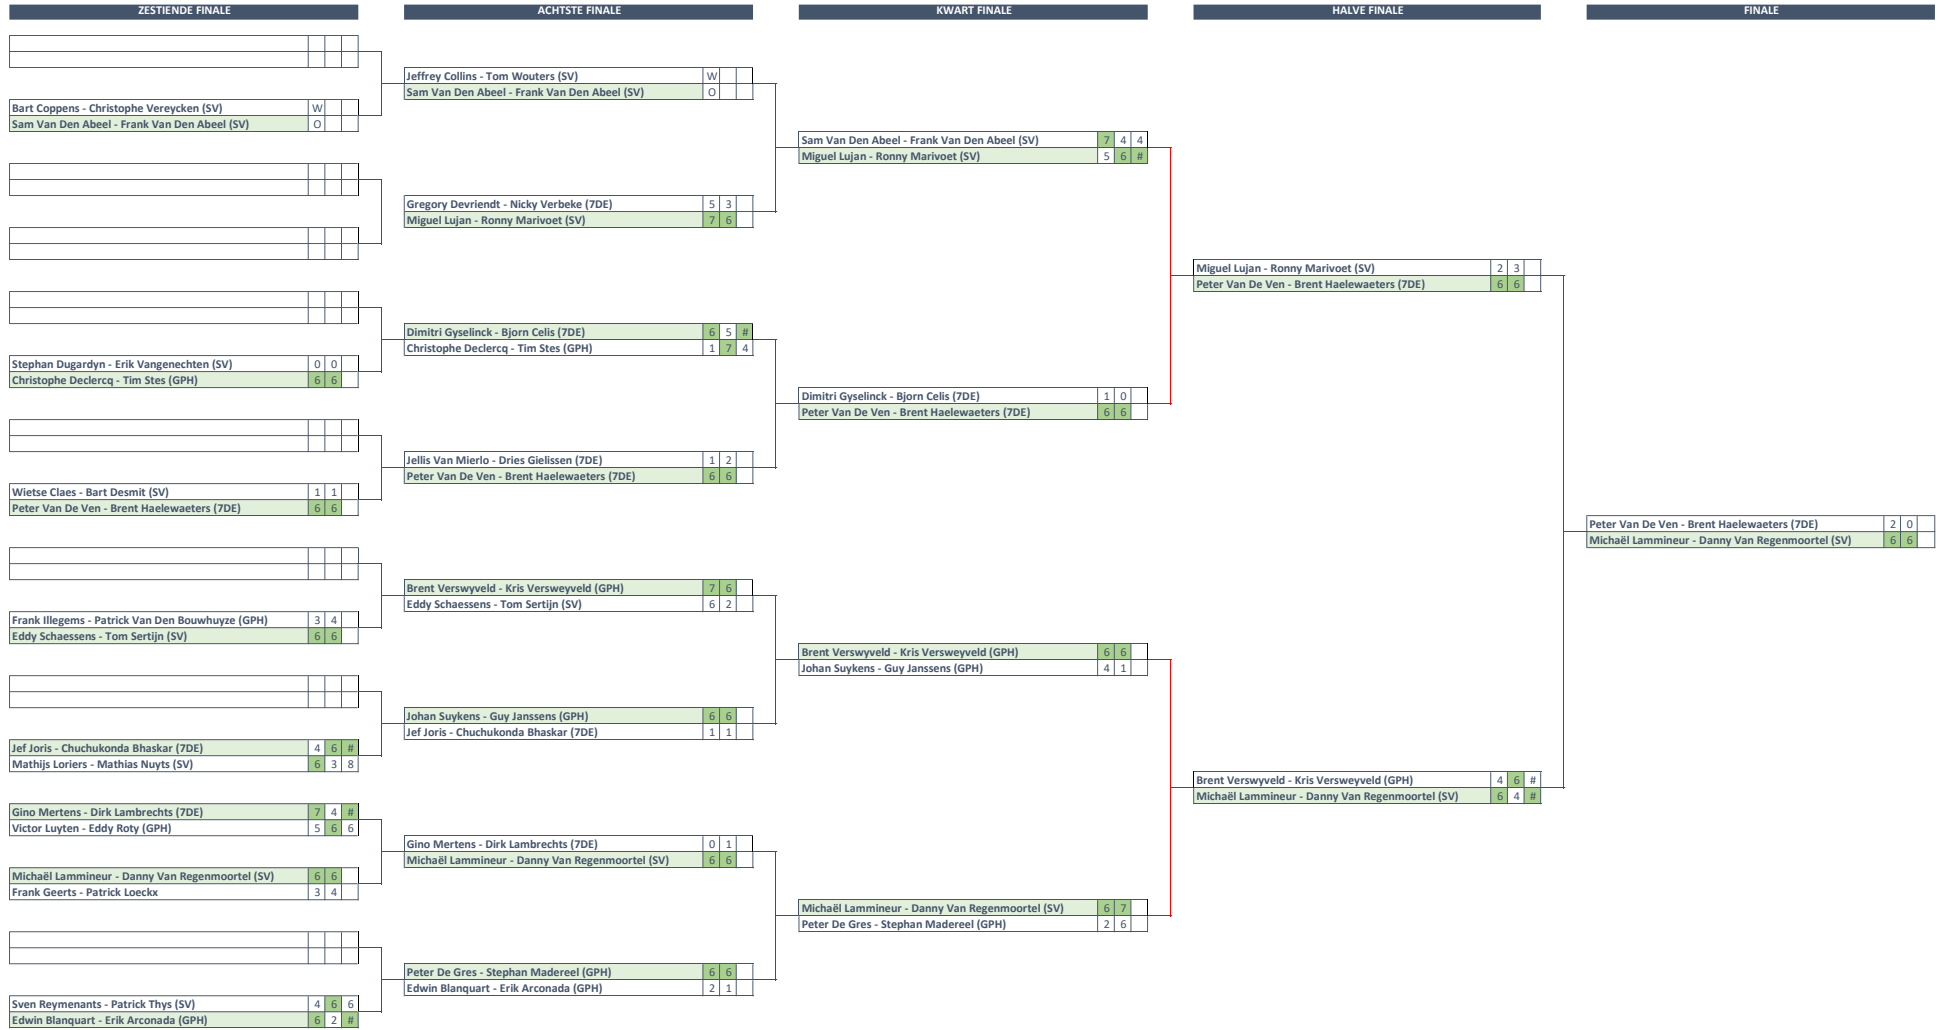 ZESTIENDE FINALE ACHTSTE FINALE KWART FINALE HALVE FINALE FINALE
Bart Coppens - Christophe Vereycken (SV) W
Sam Van Den Abeel - Frank Van Den Abeel (SV) O
Stephan Dugardyn - Erik Vangenechten (SV) 0 0
Christophe Declercq - Tim Stes (GPH) 6 6
Wietse Claes - Bart Desmit (SV) 1 1
Peter Van De Ven - Brent Haelewaeters (7DE) 6 6
Frank Illegems - Patrick Van Den Bouwhuyze (GPH) 3 4
Eddy Schaessens - Tom Sertijn (SV) 6 6
Jef Joris - Chuchukonda Bhaskar (7DE) 4 6 #
Mathijs Loriers - Mathias Nuyts (SV) 6 3 8
Gino Mertens - Dirk Lambrechts (7DE) 7 4 #
Victor Luyten - Eddy Roty (GPH) 5 6 6
Michaël Lammineur - Danny Van Regenmoortel (SV) 6 6
Frank Geerts - Patrick Loeckx 3 4
Sven Reymenants - Patrick Thys (SV) 4 6 6
Edwin Blanquart - Erik Arconada (GPH) 6 2 #
Jeffrey Collins - Tom Wouters (SV) W
Sam Van Den Abeel - Frank Van Den Abeel (SV) O
Gregory Devriendt - Nicky Verbeke (7DE) 5 3
Miguel Lujan - Ronny Marivoet (SV) 7 6
Dimitri Gyselinck - Bjorn Celis (7DE) 6 5 #
Christophe Declercq - Tim Stes (GPH) 1 7 4
Jellis Van Mierlo - Dries Gielissen (7DE) 1 2
Peter Van De Ven - Brent Haelewaeters (7DE) 6 6
Brent Verswyveld - Kris Versweyveld (GPH) 7 6
Eddy Schaessens - Tom Sertijn (SV) 6 2
Johan Suykens - Guy Janssens (GPH) 6 6
Jef Joris - Chuchukonda Bhaskar (7DE) 1 1
Gino Mertens - Dirk Lambrechts (7DE) 0 1
Michaël Lammineur - Danny Van Regenmoortel (SV) 6 6
Peter De Gres - Stephan Madereel (GPH) 6 6
Edwin Blanquart - Erik Arconada (GPH) 2 1
Sam Van Den Abeel - Frank Van Den Abeel (SV) 7 4 4
Miguel Lujan - Ronny Marivoet (SV) 5 6 #
Dimitri Gyselinck - Bjorn Celis (7DE) 1 0
Peter Van De Ven - Brent Haelewaeters (7DE) 6 6
Brent Verswyveld - Kris Versweyveld (GPH) 6 6
Johan Suykens - Guy Janssens (GPH) 4 1
Michaël Lammineur - Danny Van Regenmoortel (SV) 6 7
Peter De Gres - Stephan Madereel (GPH) 2 6
Miguel Lujan - Ronny Marivoet (SV) 2 3
Peter Van De Ven - Brent Haelewaeters (7DE) 6 6
Brent Verswyveld - Kris Versweyveld (GPH) 4 6 #
Michaël Lammineur - Danny Van Regenmoortel (SV) 6 4 #
Peter Van De Ven - Brent Haelewaeters (7DE) 2 0
Michaël Lammineur - Danny Van Regenmoortel (SV) 6 6